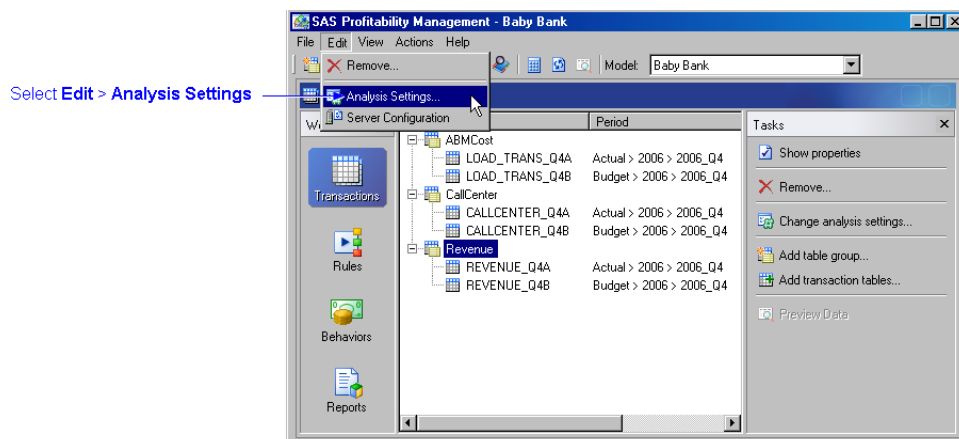 SAS Profitability Management - Baby Bank
File Edit View Actions Help
Remove...
Model: Baby Bank
Select Edit > Analysis Settings
Analysis Settings...
Server Configuration
Period
Tasks
ABMCost
LOAD_TRANS_Q4A Actual > 2006 > 2006_Q4
LOAD_TRANS_Q4B Budget > 2006 > 2006_Q4
CallCenter
CALLCENTER_Q4A Actual > 2006 > 2006_Q4
CALLCENTER_Q4B Budget > 2006 > 2006_Q4
Revenue
REVENUE_Q4A Actual > 2006 > 2006_Q4
REVENUE_Q4B Budget > 2006 > 2006_Q4
Transactions
Rules
Behaviors
Reports
Show properties
Remove...
Change analysis settings...
Add table group...
Add transaction tables...
Preview Data